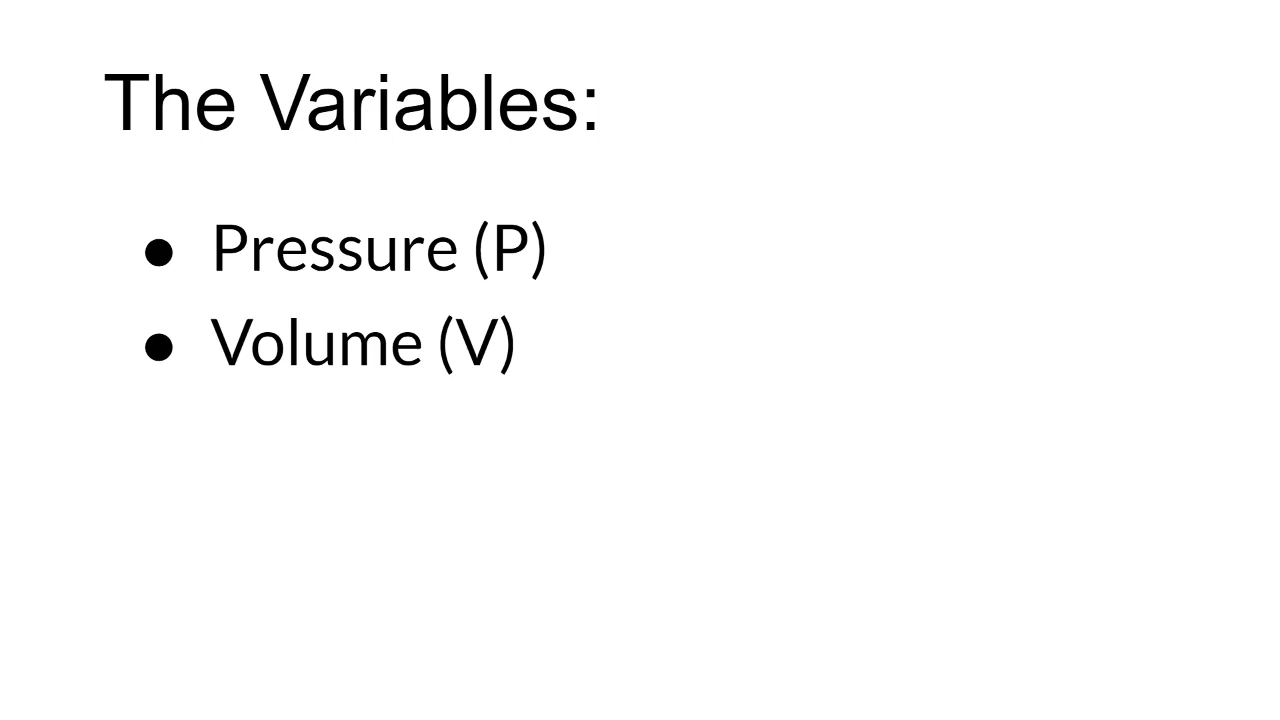 The Variables:
● Pressure (P)
● Volume (V)